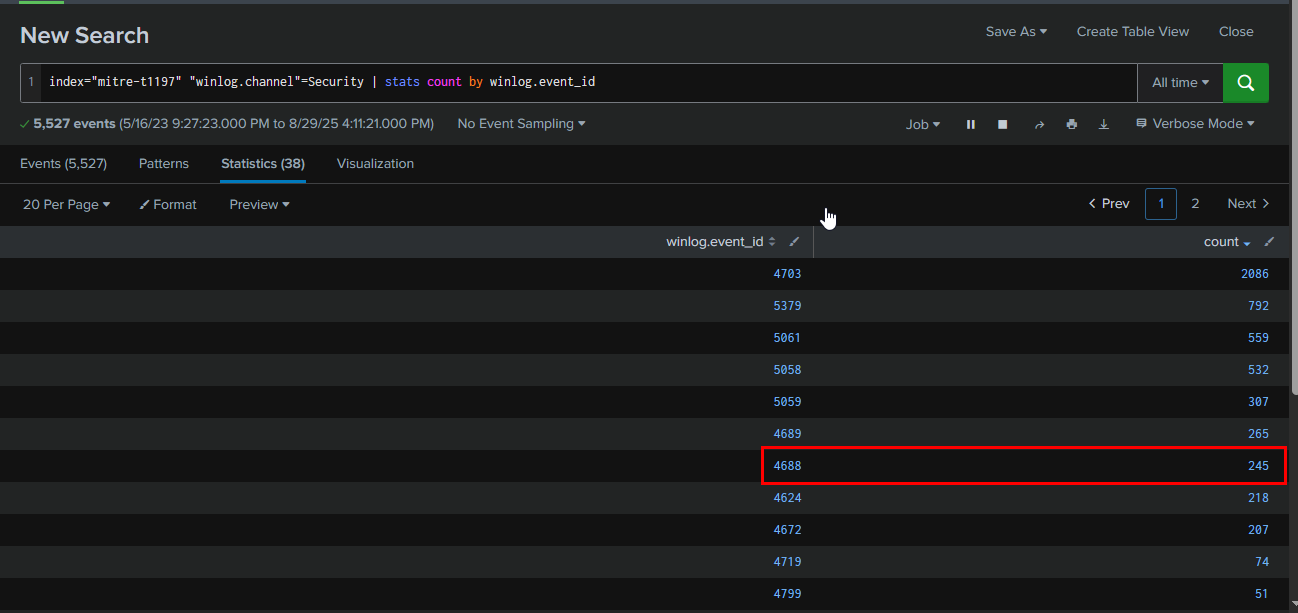 New Search
Save As Create Table View Close
1 index="mitre-t1197" "winlog.channel"=Security | stats count by winlog.event_id All time
5,527 events (5/16/23 9:27:23.000 PM to 8/29/25 4:11:21.000 PM) No Event Sampling Job Verbose Mode
Events (5,527) Patterns Statistics (38) Visualization
20 Per Page Format Preview < Prev 1 2 Next >
winlog.event_id count
4703 2086
5379 792
5061 559
5058 532
5059 307
4689 265
4688 245
4624 218
4672 207
4719 74
4799 51